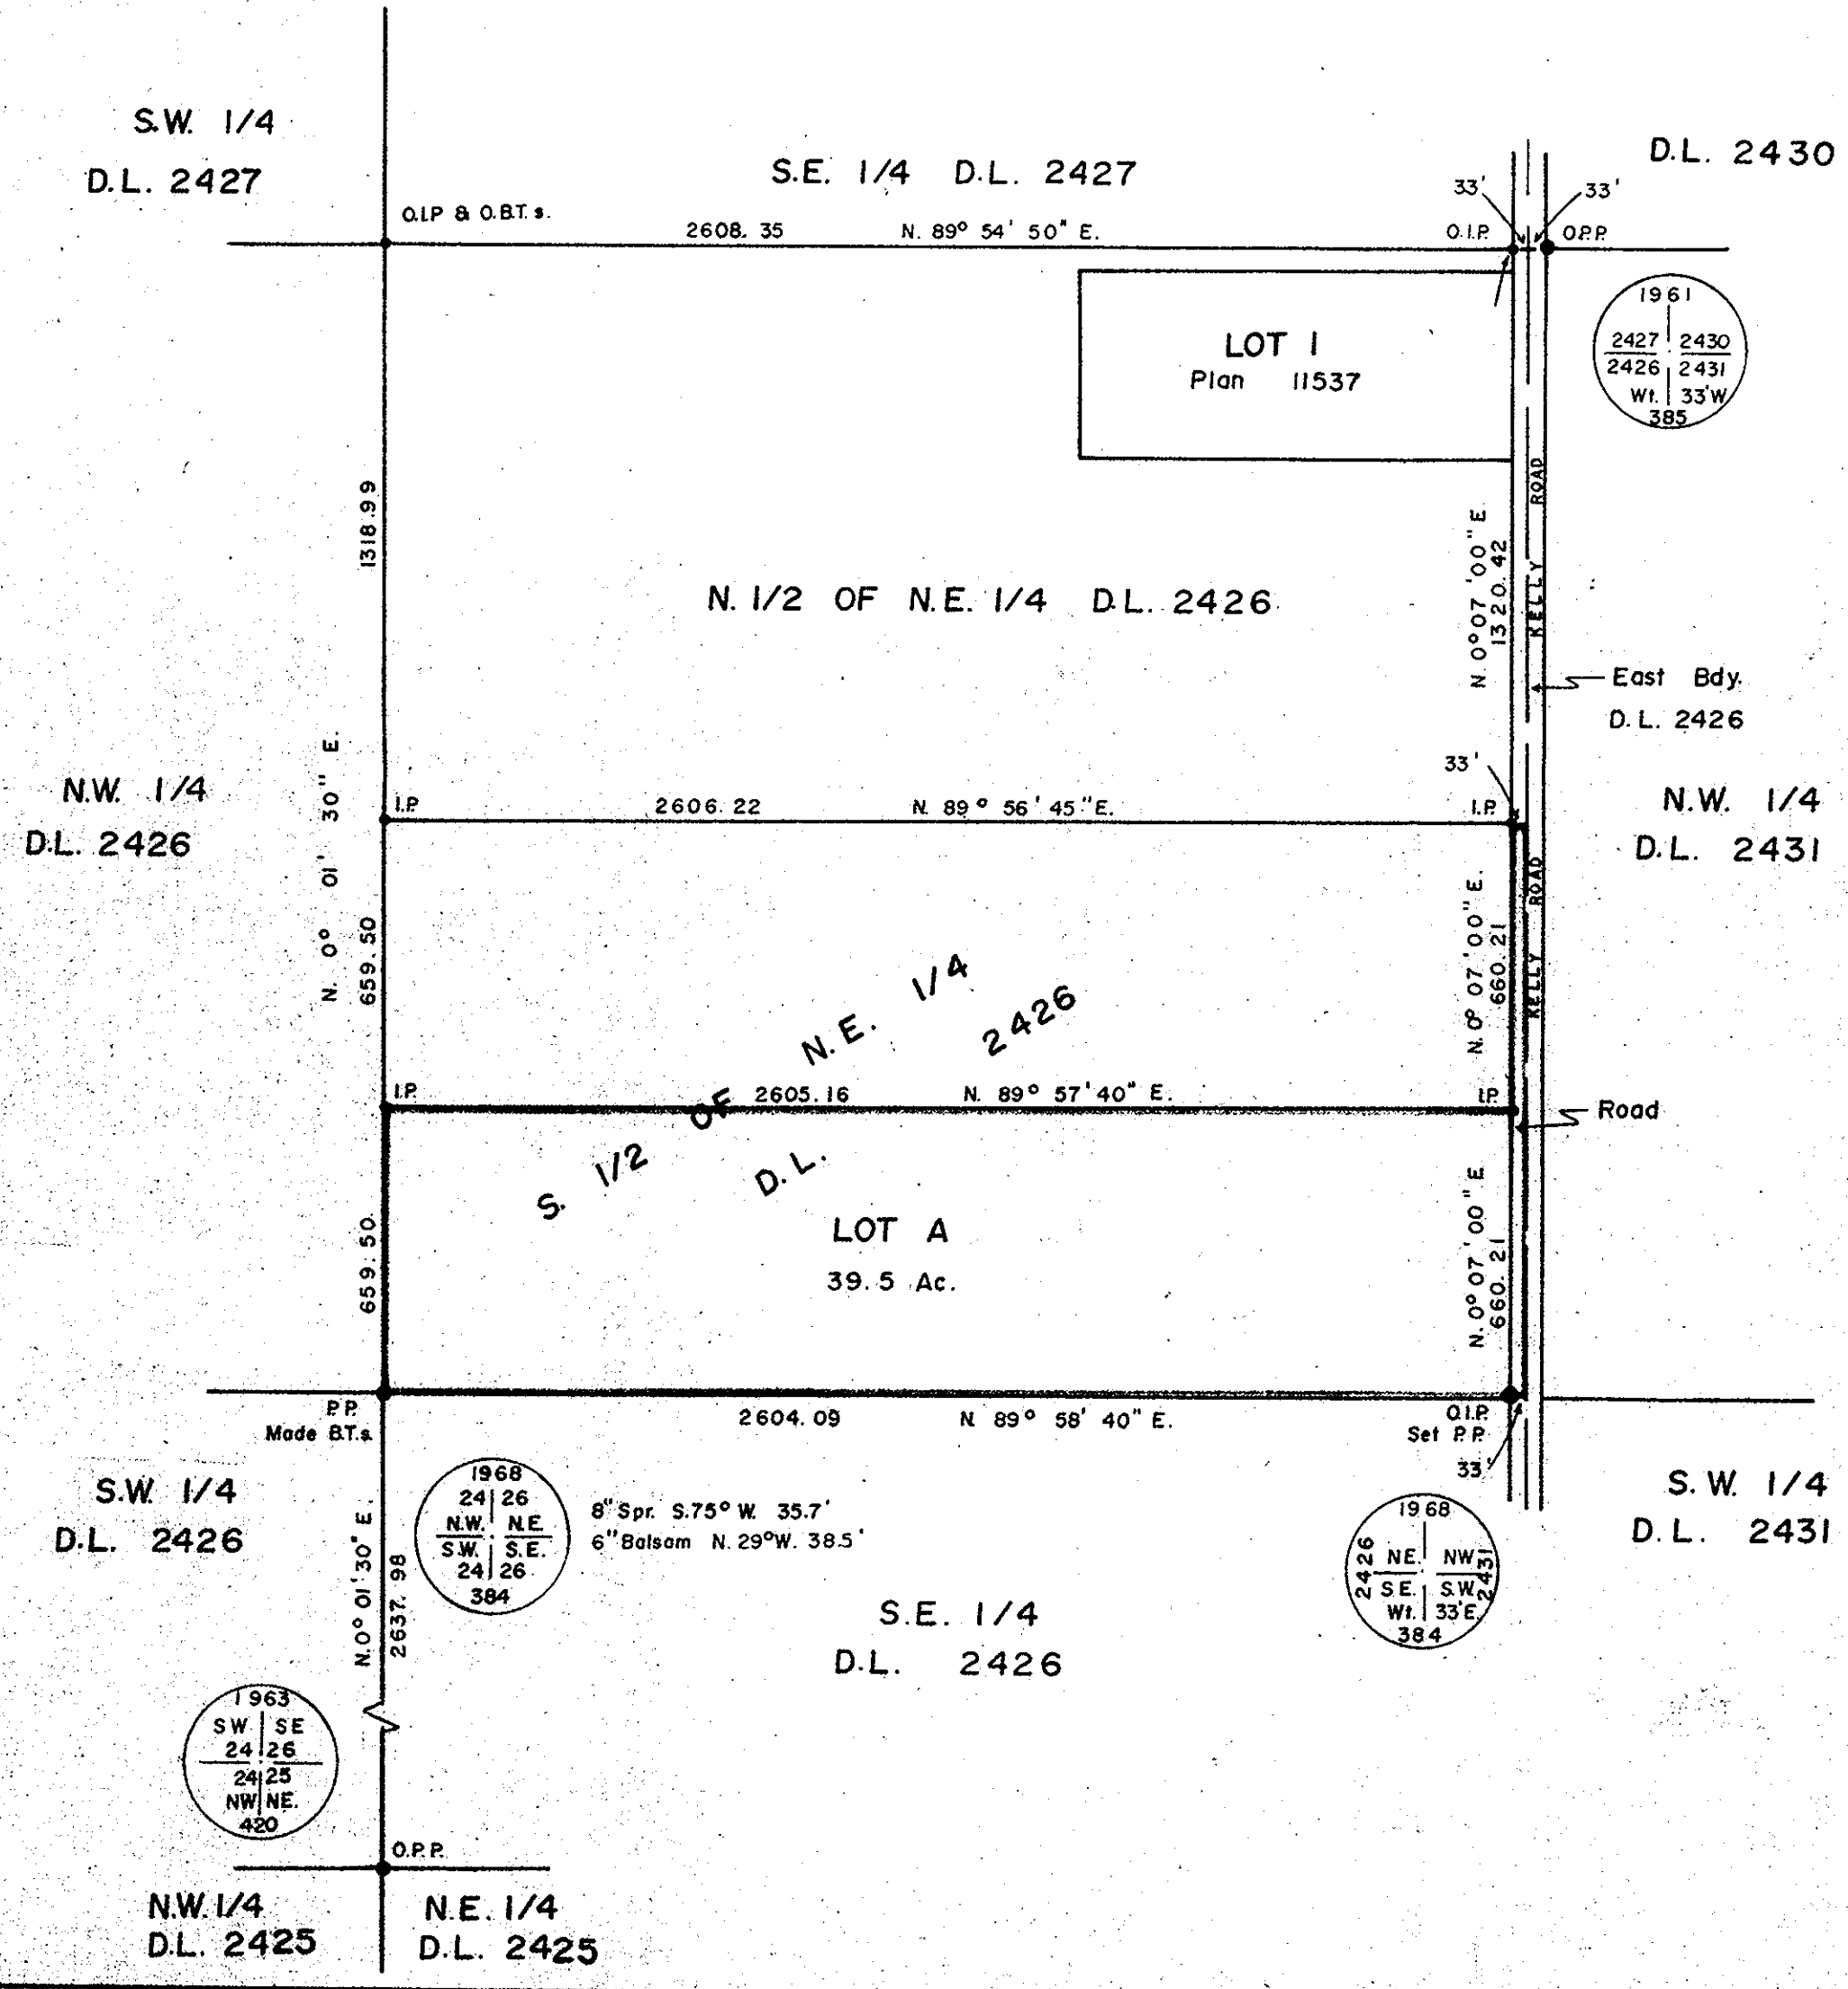 S.W. 1/4
D.L. 2427
S.E. 1/4 D.L. 2427
D.L. 2430
33' 33'
O.I.P & O.B.T.s.
2608.35 N. 89° 54' 50" E.
O.I.P. O.P.P.
LOT 1
Plan 11537
1961
2427 2430
2426 2431
Wt. 33'W
385
1318.99
N. 1/2 OF N.E. 1/4 D.L. 2426
N. 0° 07' 00" E.
1320.42
KELLY ROAD
East Bdy.
D.L. 2426
N.W. 1/4
D.L. 2426
N. 0° 01' 30" E.
I.P.
2606.22 N. 89° 56' 45" E.
I.P.
33'
N.W. 1/4
D.L. 2431
659.50
N. 0° 07' 00" E.
660.21
KELLY ROAD
S. 1/2 OF N.E. 1/4
D.L. 2426
I.P.
2605.16 N. 89° 57' 40" E.
I.P.
Road
659.50
LOT A
39.5 Ac.
N. 0° 07' 00" E
660.21
P.P.
Made B.T.s
2604.09 N 89° 58' 40" E.
O.I.P.
Set P.P.
33'
S.W. 1/4
D.L. 2426
1968
24 26
N.W. N.E.
S.W. S.E.
24 26
384
8" Spr. S.75° W. 35.7'
6" Balsam N. 29° W. 38.5'
1968
2426 NE. NW 2431
S.E. S.W.
Wt. 33'E.
384
S.W. 1/4
D.L. 2431
N.0° 01' 30" E.
2637.98
S.E. 1/4
D.L. 2426
1963
SW SE
24 26
24 25
NW NE.
420
O.P.P.
N.W. 1/4
D.L. 2425
N.E. 1/4
D.L. 2425